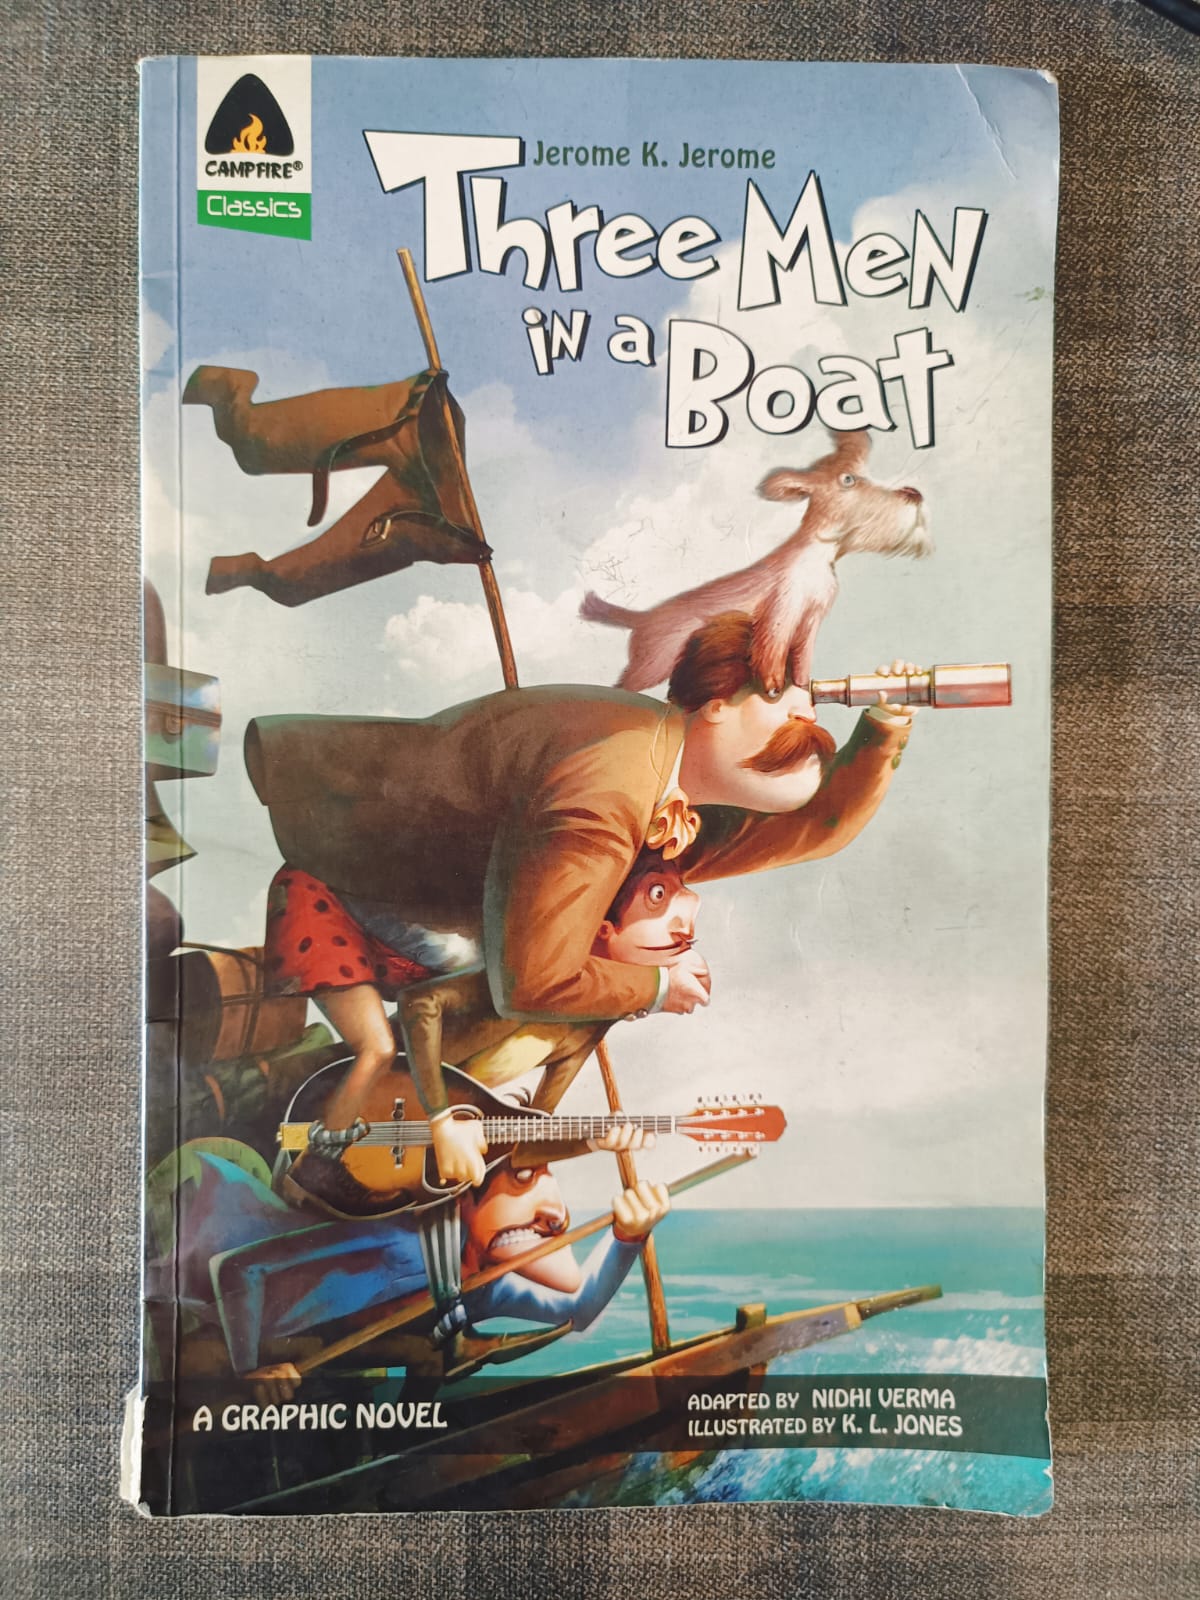 CAMPFIRE®
Classics
Jerome K. Jerome
Three Men
in a Boat
A GRAPHIC NOVEL
ADAPTED BY NIDHI VERMA
ILLUSTRATED BY K. L. JONES